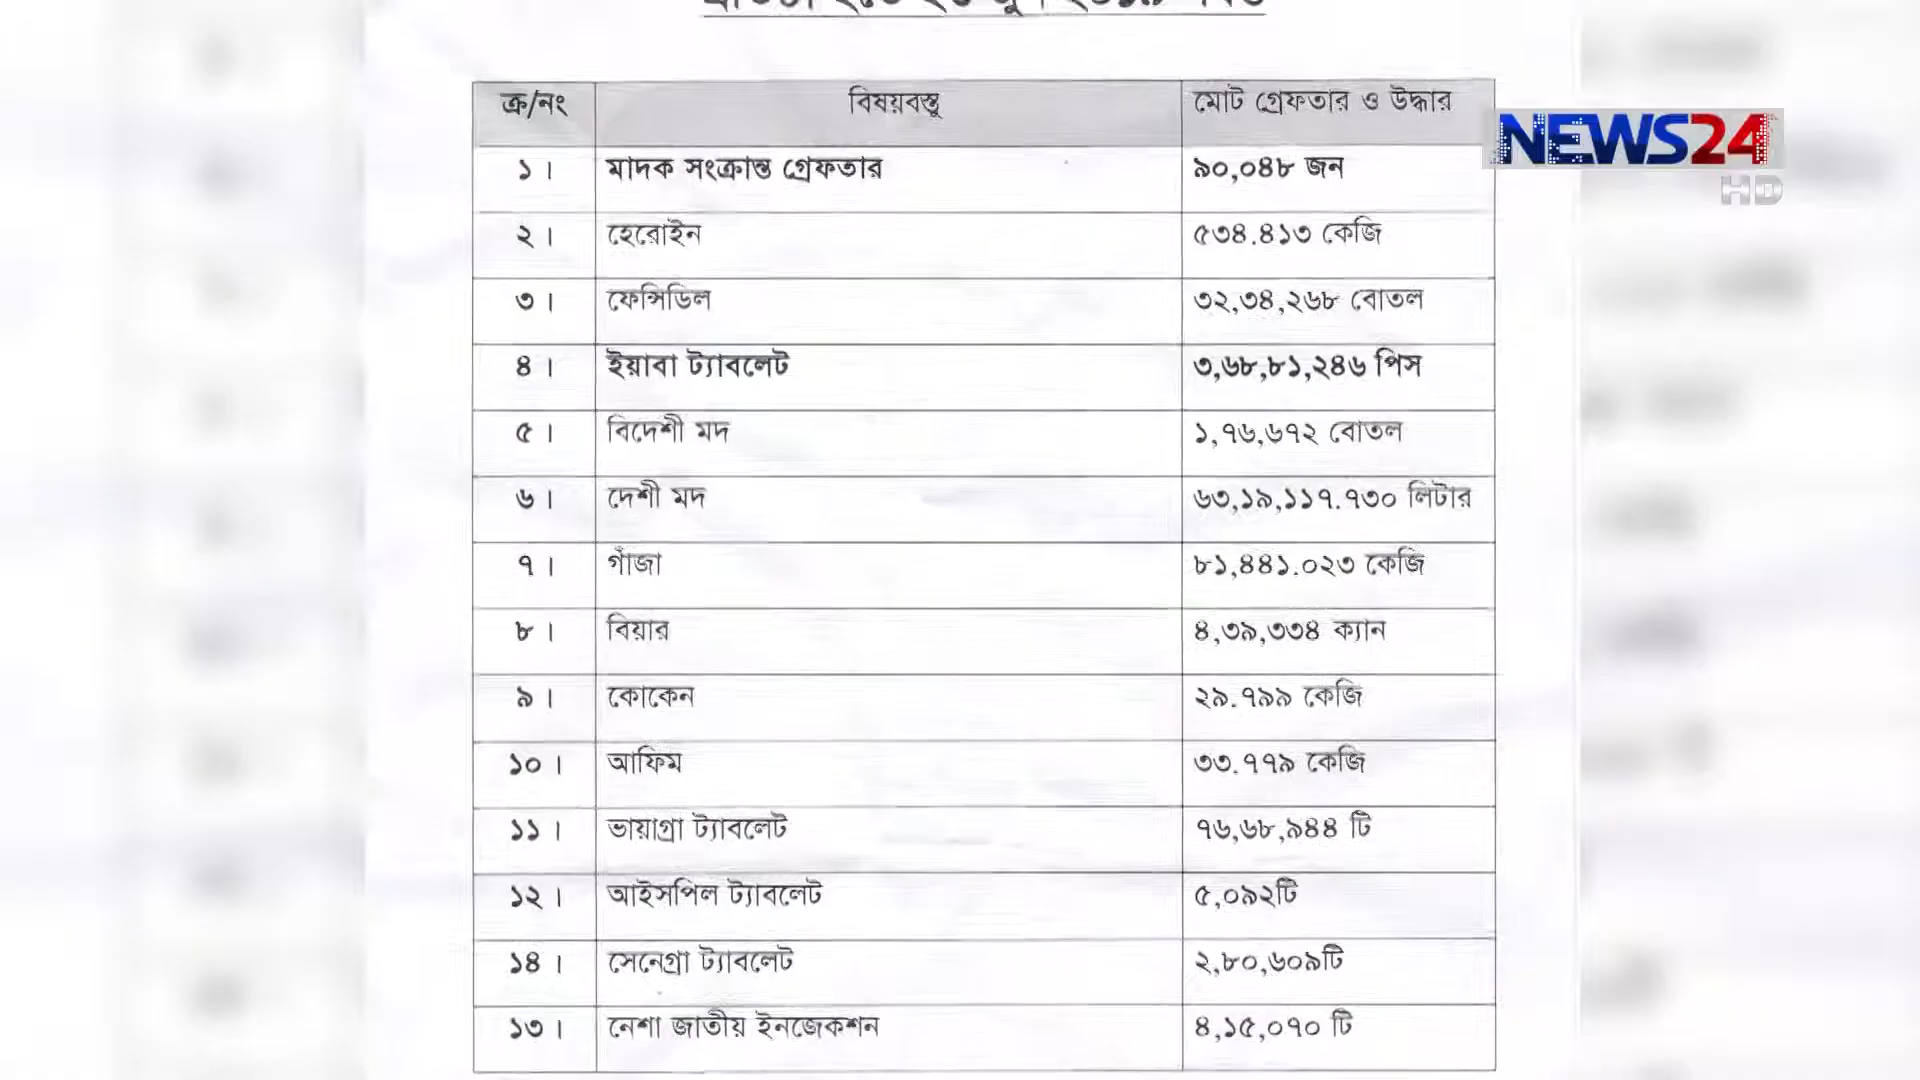 ক্র/নং বিষয়বস্তু মোট গ্রেফতার ও উদ্ধার
১। মাদক সংক্রান্ত গ্রেফতার ৯০,০৪৮ জন
২। হেরোইন ৫৩৪.৪১৩ কেজি
৩। ফেন্সিডিল ৩২,৩৪,২৬৮ বোতল
৪। ইয়াবা ট্যাবলেট ৩,৬৮,৮১,২৪৬ পিস
৫। বিদেশী মদ ১,৭৬,৬৭২ বোতল
৬। দেশী মদ ৬৩,১৯,১১৭.৭৩০ লিটার
৭। গাঁজা ৮১,৪৪১.০২৩ কেজি
৮। বিয়ার ৪,৩৯,৩৩৪ ক্যান
৯। কোকেন ২৯.৭৯৯ কেজি
১০। আফিম ৩৩.৭৭৯ কেজি
১১। ভায়াগ্রা ট্যাবলেট ৭৬,৬৮,৯৪৪ টি
১২। আইসপিল ট্যাবলেট ৫,০৯২টি
১৪। সেনেগ্রা ট্যাবলেট ২,৮০,৬০৯টি
১৩। নেশা জাতীয় ইনজেকশন ৪,১৫,০৭০ টি
NEWS24
HD